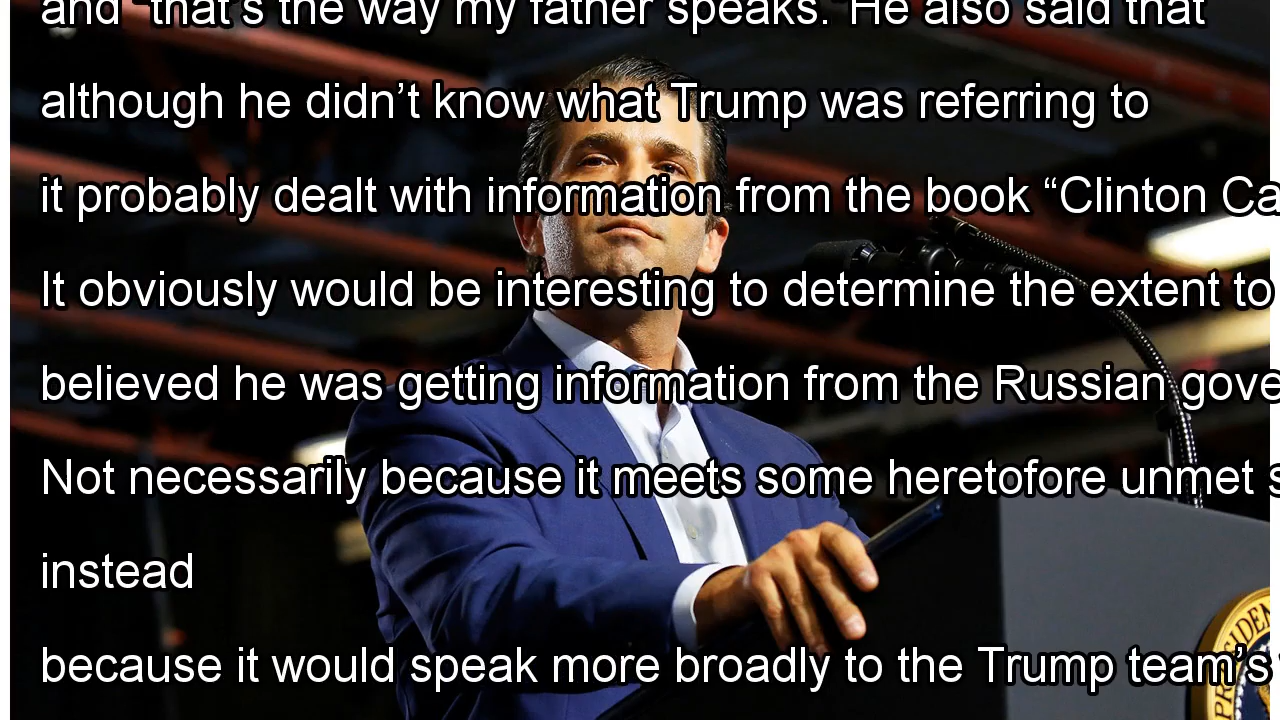 and “that’s the way my father speaks.” He also said that
although he didn’t know what Trump was referring to
it probably dealt with information from the book “Clinton
It obviously would be interesting to determine the extent to
believed he was getting information from the Russian
Not necessarily because it meets some heretofore unmet
instead
because it would speak more broadly to the Trump team’s